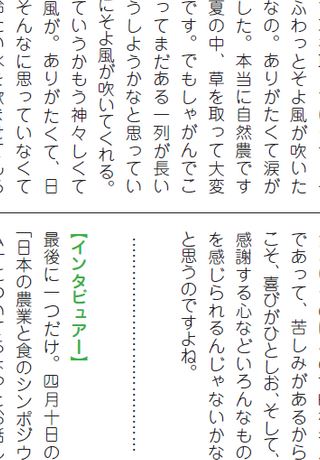 ふわっとそよ風が吹いた
なの。ありがたくて涙が
した。本当に自然農です
夏の中、草を取って大変
です。でもしゃがんでこ
ってまだある一列が長い
うしようかなと思ってい
にそよ風が吹いてくれる。
ていうかもう神々しくて
風が。ありがたくて、日
そんなに思っていなくて
であって、苦しみがあるから
こそ、喜びがひとしお、そして、
感謝する心などいろんなもの
を感じられるんじゃないかな
と思うのですよね。
…………………………
【インタビュアー】
最後に一つだけ。四月十日の
「日本の農業と食のシンポジウ